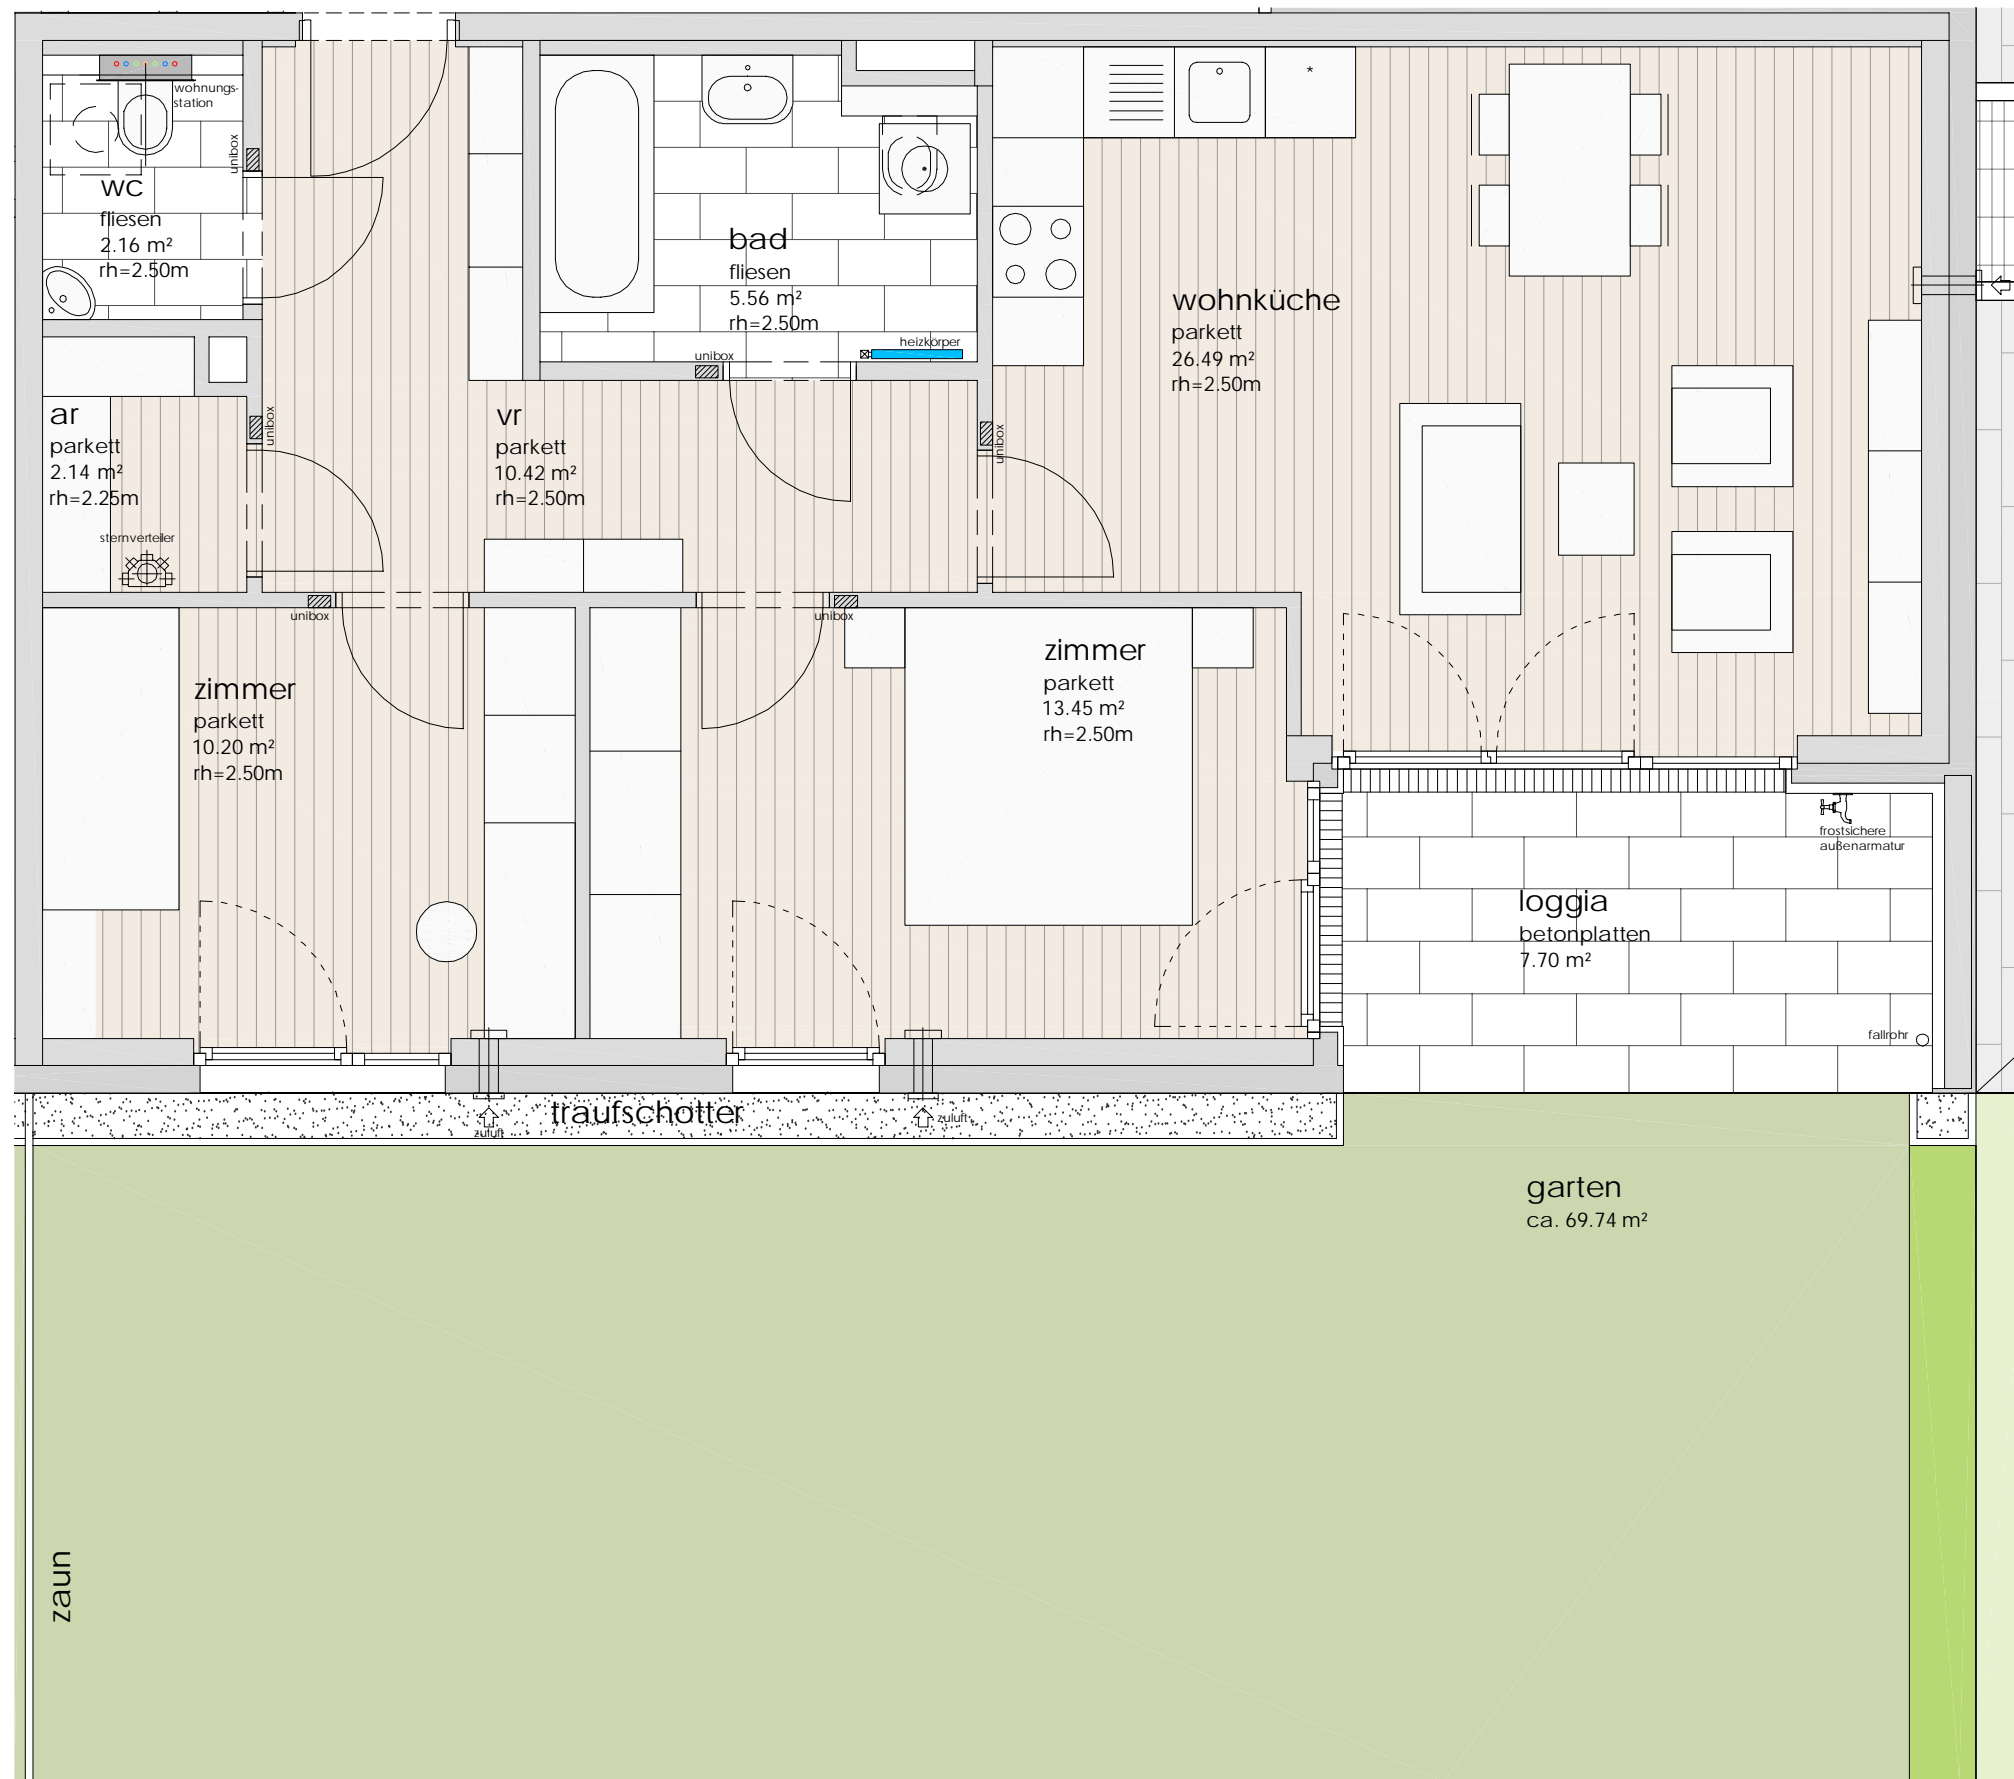 wohnungs-
station
unibox
wc
fliesen
2.16 m²
rh=2.50m
bad
fliesen
5.56 m²
rh=2.50m
heizkörper
unibox
*
wohnküche
parkett
26.49 m²
rh=2.50m
ar
parkett
2.14 m²
rh=2.25m
sternverteiler
unibox
vr
parkett
10.42 m²
rh=2.50m
unibox
unibox
unibox
zimmer
parkett
10.20 m²
rh=2.50m
zimmer
parkett
13.45 m²
rh=2.50m
frostsichere
außenarmatur
loggia
betonplatten
7.70 m²
fallrohr
traufschotter
zuluft
zuluft
garten
ca. 69.74 m²
zaun